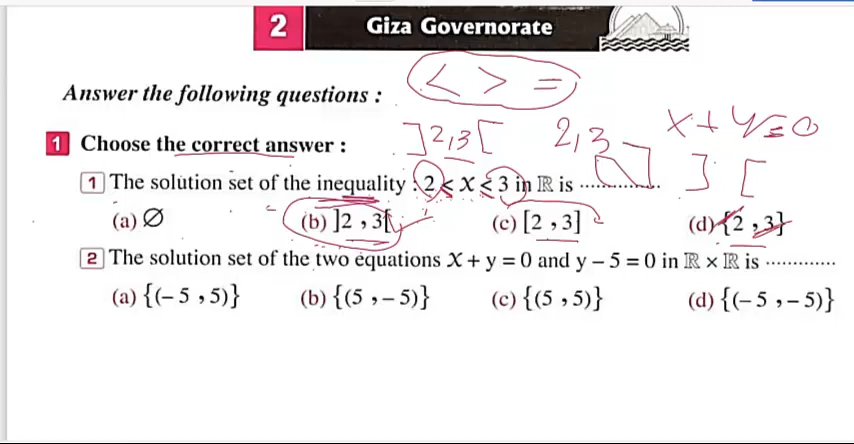 2 Giza Governorate
< > =
Answer the following questions :
]2,3[ 2,3 x + y = 0
1 Choose the correct answer :
] [
1 The solution set of the inequality : 2 < X < 3 in ℝ is ..............
(a) ∅ (b) ]2 , 3[ (c) [2 , 3] (d) {2 , 3}
2 The solution set of the two equations X + y = 0 and y – 5 = 0 in ℝ × ℝ is .............
(a) {(– 5 , 5)} (b) {(5 , – 5)} (c) {(5 , 5)} (d) {(– 5 , – 5)}